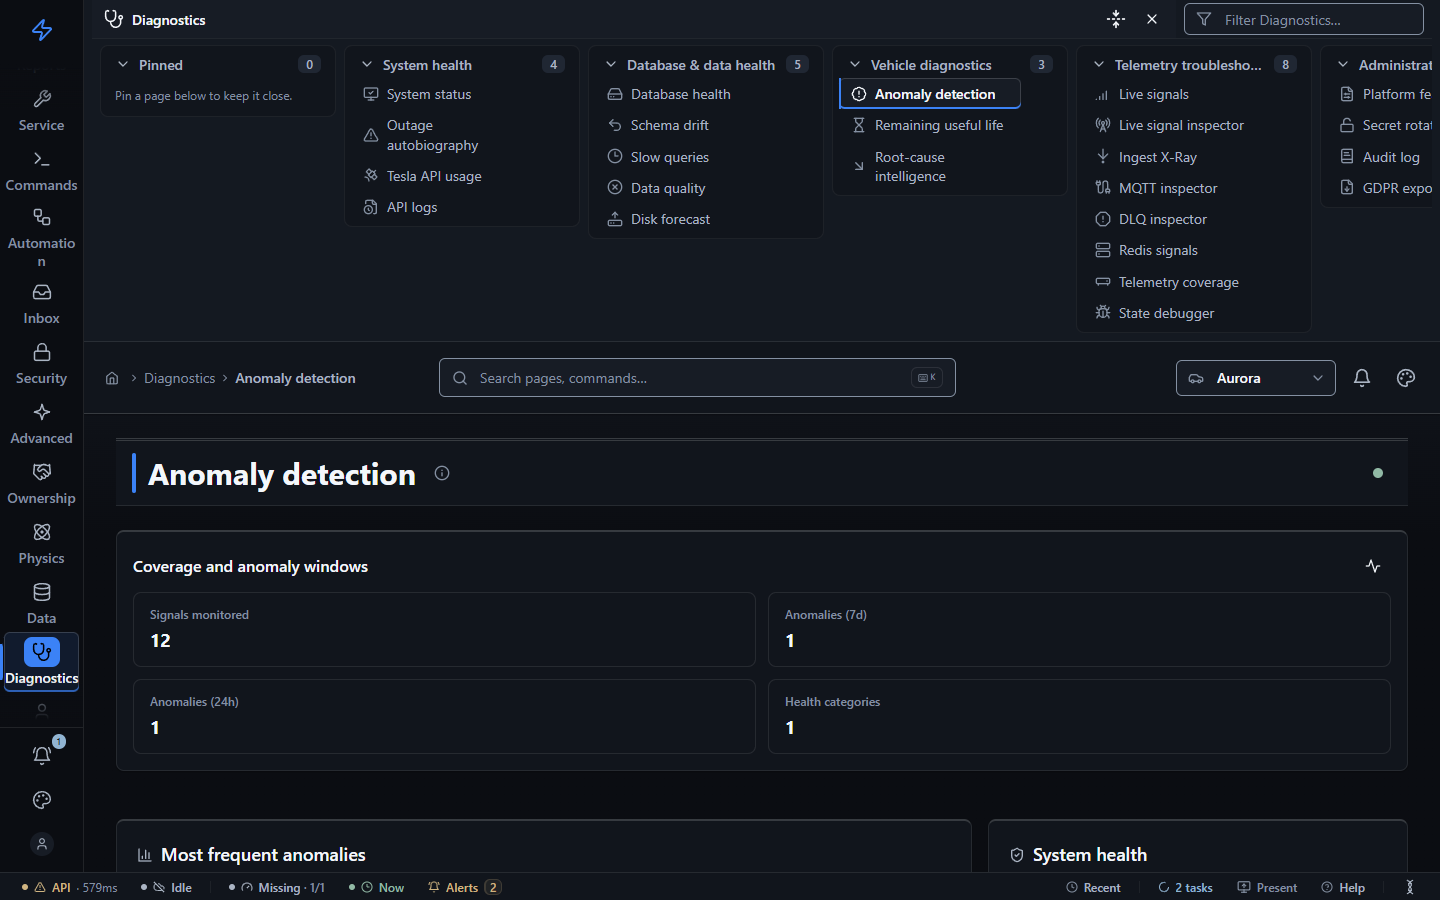 Diagnostics
Filter Diagnostics...
Pinned 0
Pin a page below to keep it close.
System health 4
System status
Outage
autobiography
Tesla API usage
API logs
Database & data health 5
Database health
Schema drift
Slow queries
Data quality
Disk forecast
Vehicle diagnostics 3
Anomaly detection
Remaining useful life
Root-cause
intelligence
Telemetry troublesho... 8
Live signals
Live signal inspector
Ingest X-Ray
MQTT inspector
DLQ inspector
Redis signals
Telemetry coverage
State debugger
Administrat
Platform fe
Secret rotat
Audit log
GDPR expo
Service
Commands
Automatio
n
Inbox
Security
Advanced
Ownership
Physics
Data
Diagnostics
1
Diagnostics Anomaly detection
Search pages, commands...
K
Aurora
Anomaly detection
Coverage and anomaly windows
Signals monitored
12
Anomalies (7d)
1
Anomalies (24h)
1
Health categories
1
Most frequent anomalies
System health
API · 579ms
Idle
Missing · 1/1
Now
Alerts 2
Recent
2 tasks
Present
Help